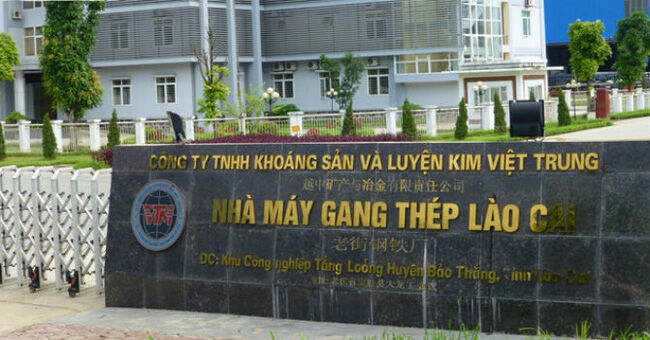 CÔNG TY TNHH KHOÁNG SẢN VÀ LUYỆN KIM VIỆT TRUNG
越中矿产与冶金有限责任公司
VTM
NHÀ MÁY GANG THÉP LÀO CAI
老街钢铁厂
ĐC: Khu Công nghiệp Tằng Loỏng Huyện Bảo Thắng, Tỉnh Lào Cai